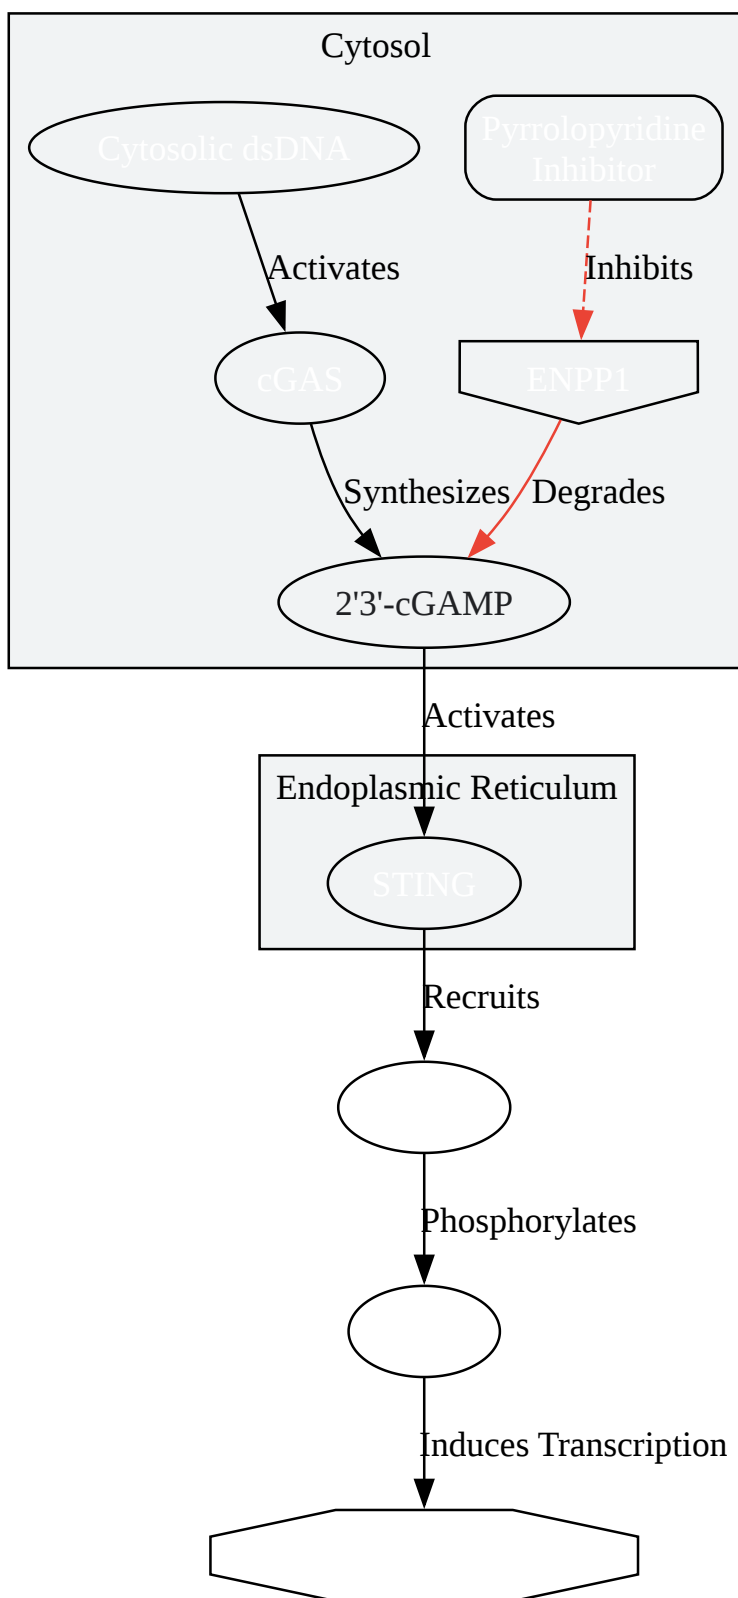 Cytosol
Cytosolic dsDNA
Pyrrolopyridine
Inhibitor
Activates
Inhibits
cGAS
ENPP1
Synthesizes
Degrades
2'3'-cGAMP
Activates
Endoplasmic Reticulum
STING
Recruits
Phosphorylates
Induces Transcription